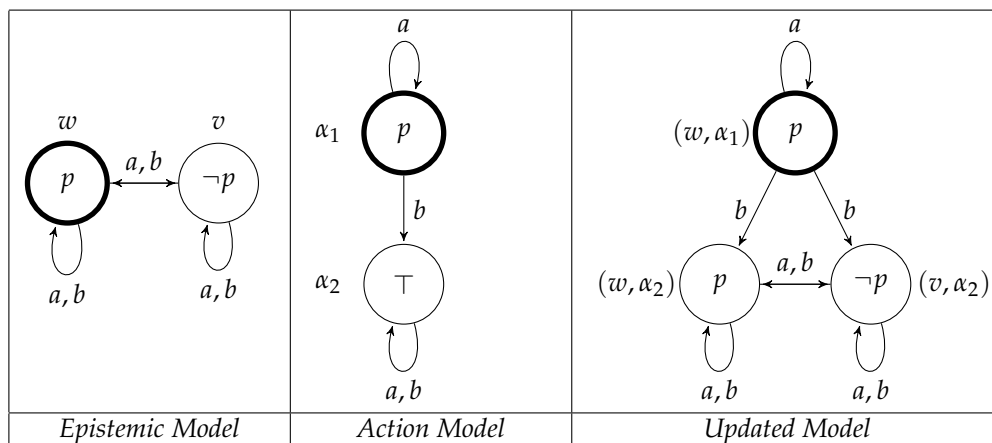 a
a
w
v
p
a, b
¬p
a, b
a, b
α₁
p
b
α₂
⊤
a, b
(w, α₁)
p
b
b
(w, α₂)
p
a, b
¬p
(v, α₂)
a, b
a, b
Epistemic Model
Action Model
Updated Model